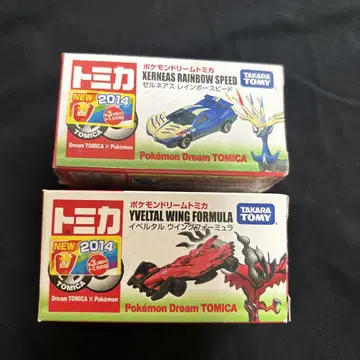 トミカ
ポケモンドリームトミカ
XERNEAS RAINBOW SPEED
ゼルネアス レインボースピード
TAKARA
TOMY
NEW
2014
Dream TOMICA × Pokémon
Pokémon Dream TOMICA
トミカ
ポケモンドリームトミカ
YVELTAL WING FORMULA
イベルタル ウイングフォーミュラ
TAKARA
TOMY
NEW
2014
Dream TOMICA × Pokémon
Pokémon Dream TOMICA